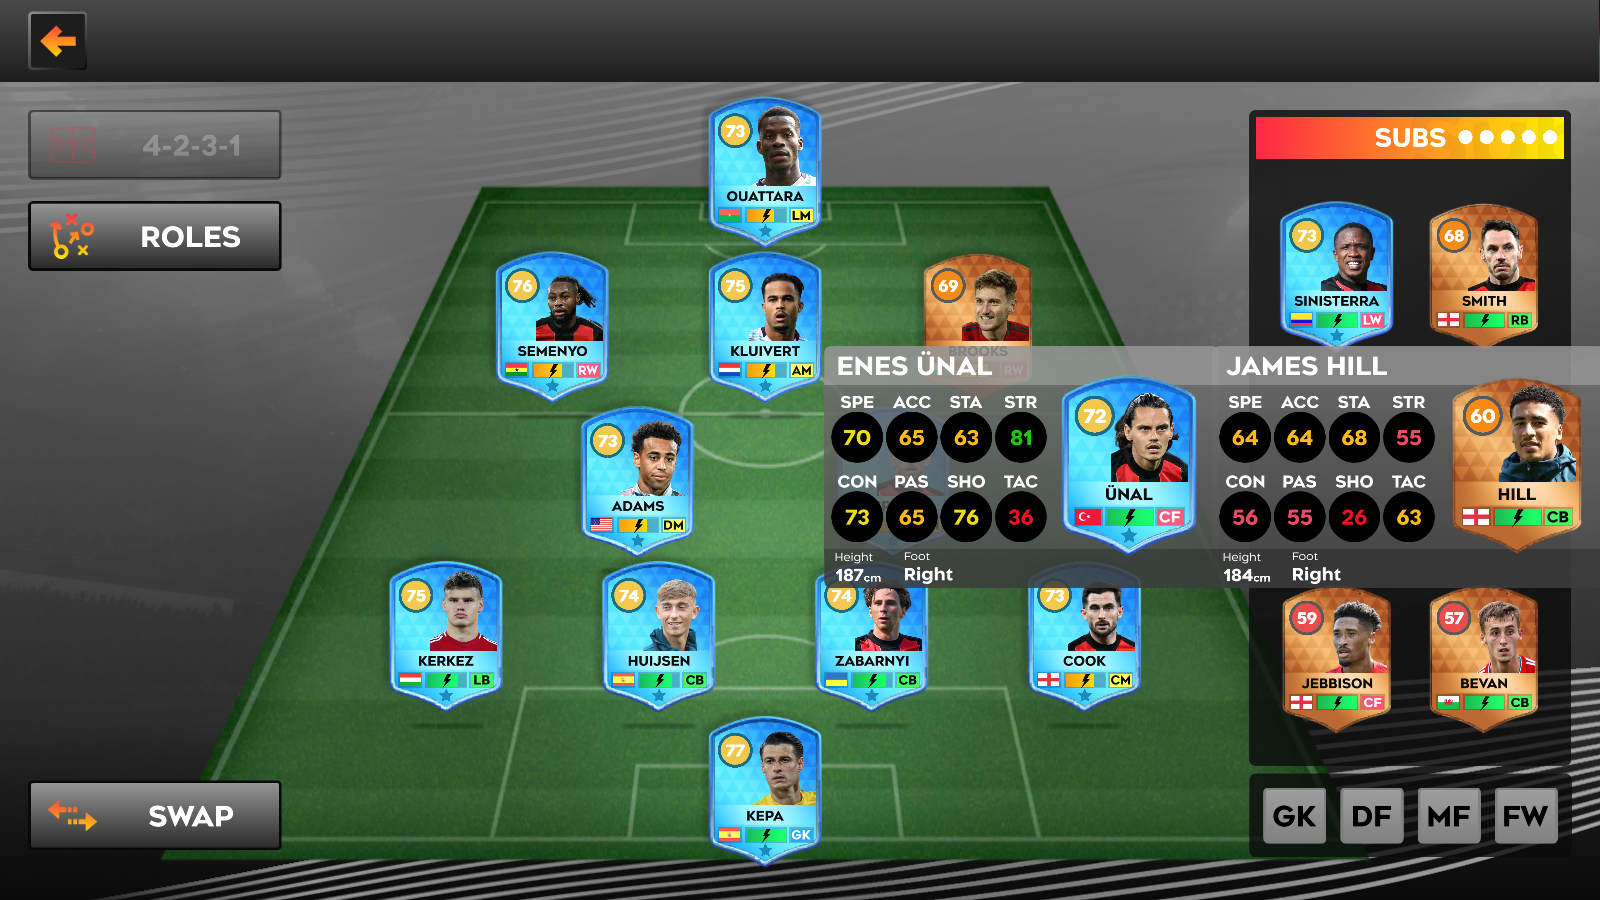 4-2-3-1
ROLES
SWAP
73
OUATTARA
LM
76
SEMENYO
RW
75
KLUIVERT
AM
69
BROOKS
RW
73
ADAMS
DM
75
KERKEZ
LB
74
HUIJSEN
CB
74
ZABARNYI
CB
73
COOK
CM
77
KEPA
GK
SUBS
73
SINISTERRA
LW
68
SMITH
RB
ENES ÜNAL
SPE ACC STA STR
70 65 63 81
CON PAS SHO TAC
73 65 76 36
Height Foot
187cm Right
72
ÜNAL
CF
JAMES HILL
SPE ACC STA STR
64 64 68 55
CON PAS SHO TAC
56 55 26 63
Height Foot
184cm Right
60
HILL
CB
59
JEBBISON
CF
57
BEVAN
CB
GK DF MF FW